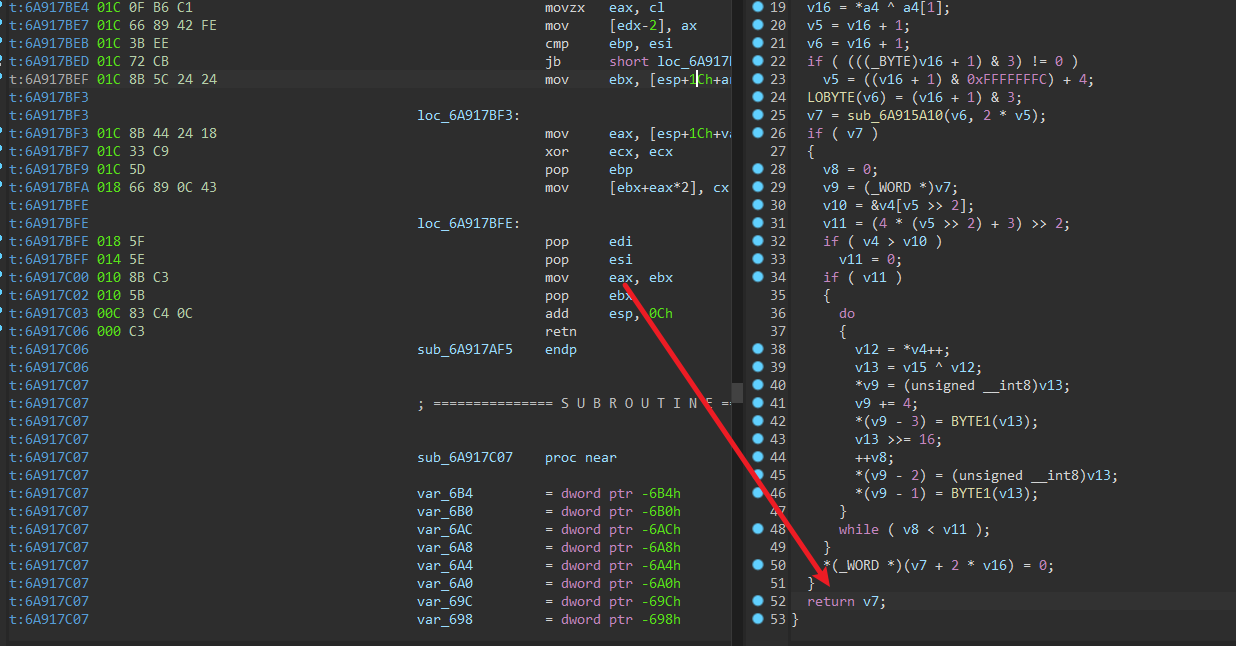 t:6A917BE4 01C 0F B6 C1 movzx eax, cl
t:6A917BE7 01C 66 89 42 FE mov [edx-2], ax
t:6A917BEB 01C 3B EE cmp ebp, esi
t:6A917BED 01C 72 CB jb short loc_6A917
t:6A917BEF 01C 8B 5C 24 24 mov ebx, [esp+1Ch+a
t:6A917BF3
t:6A917BF3 loc_6A917BF3:
t:6A917BF3 01C 8B 44 24 18 mov eax, [esp+1Ch+va
t:6A917BF7 01C 33 C9 xor ecx, ecx
t:6A917BF9 01C 5D pop ebp
t:6A917BFA 018 66 89 0C 43 mov [ebx+eax*2], cx
t:6A917BFE
t:6A917BFE loc_6A917BFE:
t:6A917BFE 018 5F pop edi
t:6A917BFF 014 5E pop esi
t:6A917C00 010 8B C3 mov eax, ebx
t:6A917C02 010 5B pop ebx
t:6A917C03 00C 83 C4 0C add esp, 0Ch
t:6A917C06 000 C3 retn
t:6A917C06 sub_6A917AF5 endp
t:6A917C06
t:6A917C07
t:6A917C07 ; =============== S U B R O U T I N E ==
t:6A917C07
t:6A917C07
t:6A917C07 sub_6A917C07 proc near
t:6A917C07
t:6A917C07 var_6B4 = dword ptr -6B4h
t:6A917C07 var_6B0 = dword ptr -6B0h
t:6A917C07 var_6AC = dword ptr -6ACh
t:6A917C07 var_6A8 = dword ptr -6A8h
t:6A917C07 var_6A4 = dword ptr -6A4h
t:6A917C07 var_6A0 = dword ptr -6A0h
t:6A917C07 var_69C = dword ptr -69Ch
t:6A917C07 var_698 = dword ptr -698h
19 v16 = *a4 ^ a4[1];
20 v5 = v16 + 1;
21 v6 = v16 + 1;
22 if ( (((_BYTE)v16 + 1) & 3) != 0 )
23 v5 = ((v16 + 1) & 0xFFFFFFFC) + 4;
24 LOBYTE(v6) = (v16 + 1) & 3;
25 v7 = sub_6A915A10(v6, 2 * v5);
26 if ( v7 )
27 {
28 v8 = 0;
29 v9 = (_WORD *)v7;
30 v10 = &v4[v5 >> 2];
31 v11 = (4 * (v5 >> 2) + 3) >> 2;
32 if ( v4 > v10 )
33 v11 = 0;
34 if ( v11 )
35 {
36 do
37 {
38 v12 = *v4++;
39 v13 = v15 ^ v12;
40 *v9 = (unsigned __int8)v13;
41 v9 += 4;
42 *(v9 - 3) = BYTE1(v13);
43 v13 >>= 16;
44 ++v8;
45 *(v9 - 2) = (unsigned __int8)v13;
46 *(v9 - 1) = BYTE1(v13);
47 }
48 while ( v8 < v11 );
49 }
50 *(_WORD *)(v7 + 2 * v16) = 0;
51 }
52 return v7;
53 }